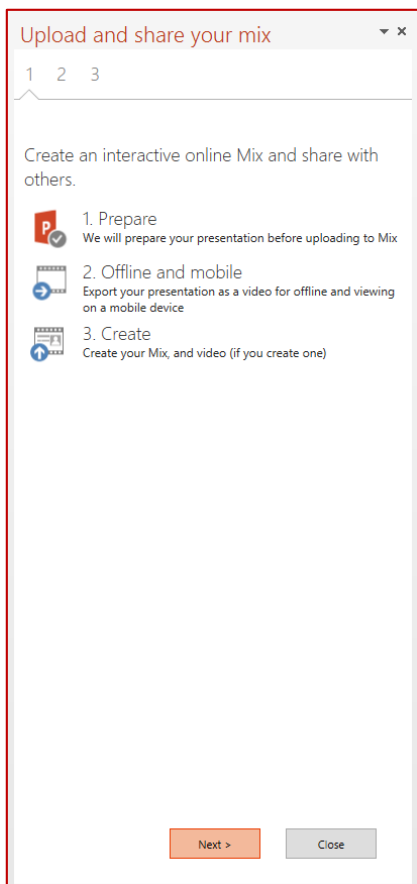 Upload and share your mix
1 2 3
Create an interactive online Mix and share with
others.
1. Prepare
We will prepare your presentation before uploading to Mix
2. Offline and mobile
Export your presentation as a video for offline and viewing
on a mobile device
3. Create
Create your Mix, and video (if you create one)
Next > Close